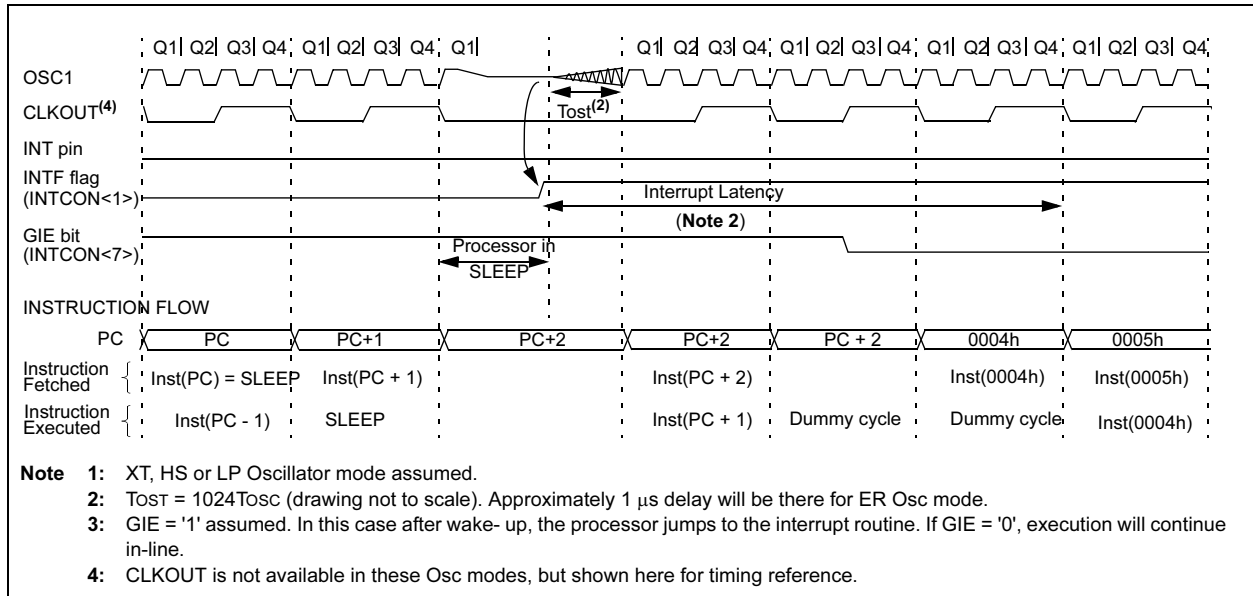 Q1 Q2 Q3 Q4 Q1 Q2 Q3 Q4 Q1 Q1 Q2 Q3 Q4 Q1 Q2 Q3 Q4 Q1 Q2 Q3 Q4 Q1 Q2 Q3 Q4
OSC1
CLKOUT(4)
Tost(2)
INT pin
INTF flag
(INTCON<1>)
Interrupt Latency
(Note 2)
GIE bit
(INTCON<7>)
Processor in
SLEEP
INSTRUCTION FLOW
PC PC PC+1 PC+2 PC+2 PC + 2 0004h 0005h
Instruction
Fetched
Inst(PC) = SLEEP Inst(PC + 1) Inst(PC + 2) Inst(0004h) Inst(0005h)
Instruction
Executed
Inst(PC - 1) SLEEP Inst(PC + 1) Dummy cycle Dummy cycle Inst(0004h)
Note 1: XT, HS or LP Oscillator mode assumed.
2: TOST = 1024TOSC (drawing not to scale). Approximately 1 μs delay will be there for ER Osc mode.
3: GIE = '1' assumed. In this case after wake- up, the processor jumps to the interrupt routine. If GIE = '0', execution will continue
in-line.
4: CLKOUT is not available in these Osc modes, but shown here for timing reference.